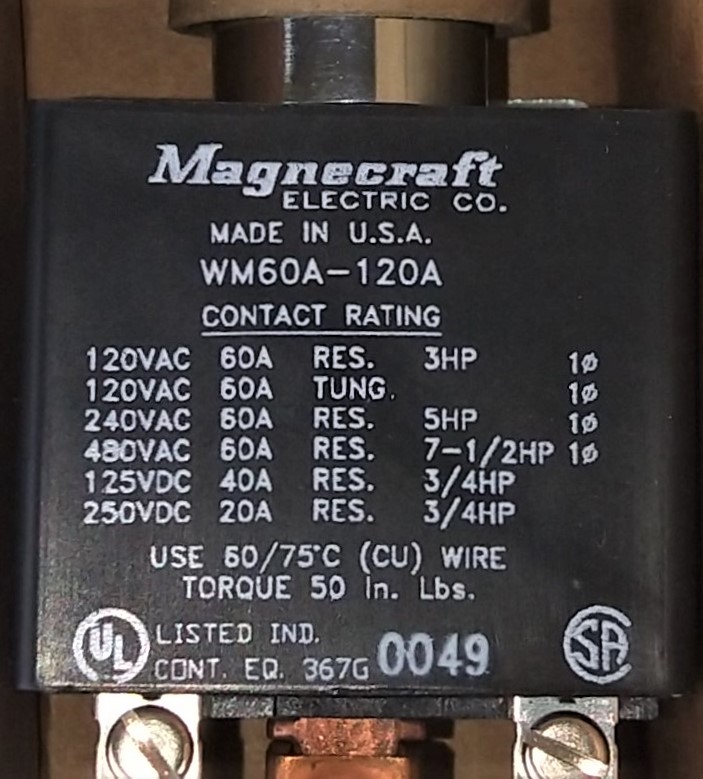 Magnecraft
ELECTRIC CO.
MADE IN U.S.A.
WM60A-120A
CONTACT RATING
120VAC 60A RES. 3HP 1ø
120VAC 60A TUNG. 1ø
240VAC 60A RES. 5HP 1ø
480VAC 60A RES. 7-1/2HP 1ø
125VDC 40A RES. 3/4HP
250VDC 20A RES. 3/4HP
USE 60/75°C (CU) WIRE
TORQUE 50 In. Lbs.
UL LISTED IND.
CONT. EQ. 367G 0049 SA